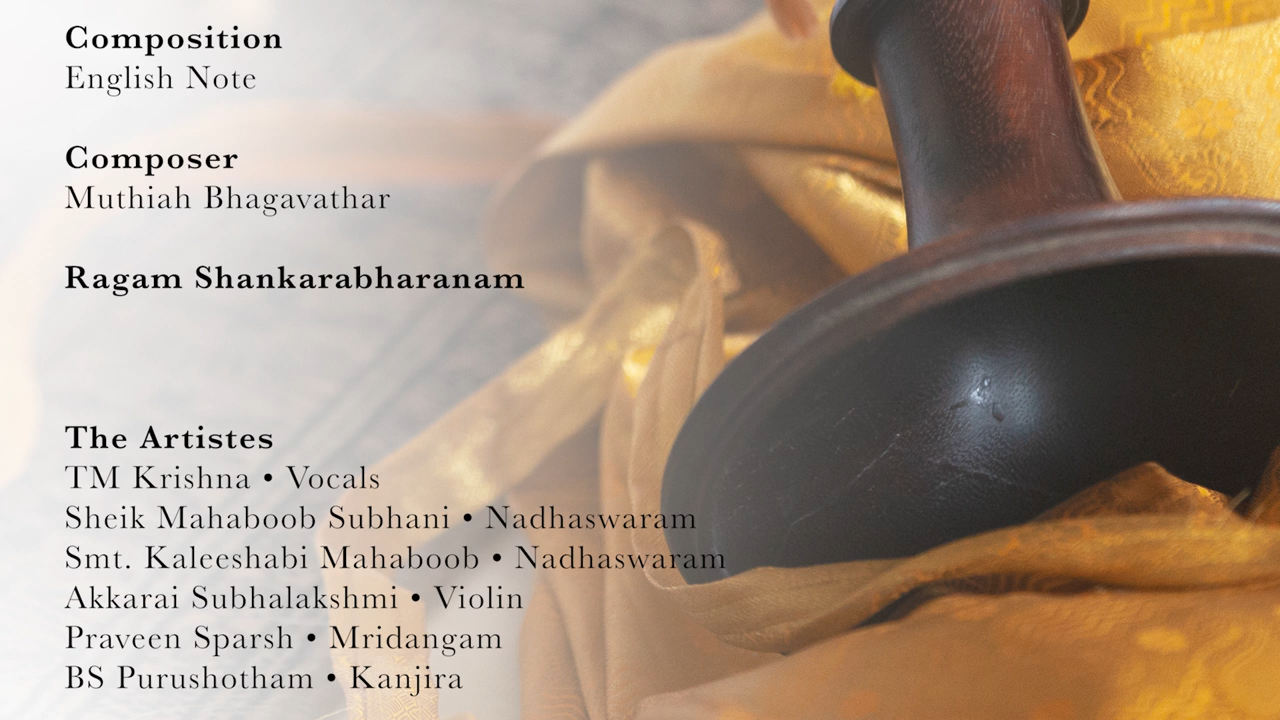 Composition
English Note
Composer
Muthiah Bhagavathar
Ragam Shankarabharanam
The Artistes
TM Krishna • Vocals
Sheik Mahaboob Subhani • Nadhaswaram
Smt. Kaleeshabi Mahaboob • Nadhaswaram
Akkarai Subhalakshmi • Violin
Praveen Sparsh • Mridangam
BS Purushotham • Kanjira